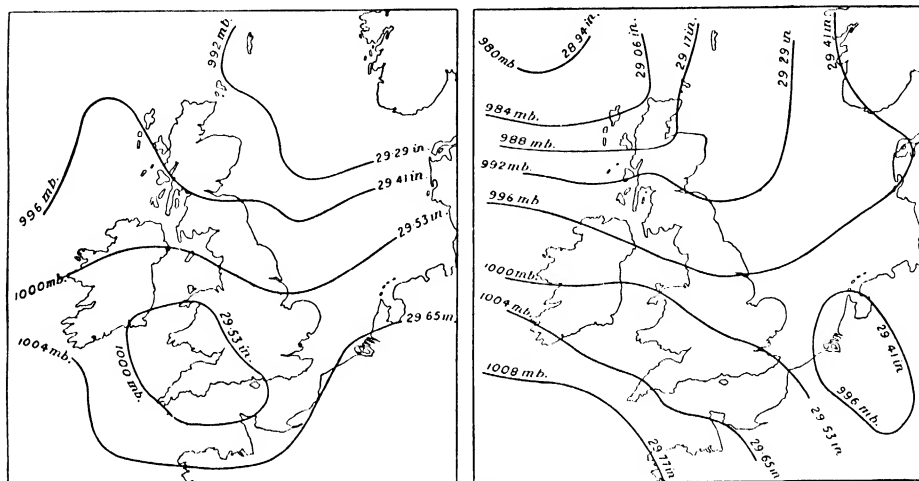 992 mb.
996 mb.
29·29 in.
29·41 in.
29·53 in.
1000 mb.
29·53 in.
1000 mb.
29·65 in.
1004 mb.
980 mb.
28·94 in.
29·06 in.
29·17 in.
29·29 in.
29·41 in.
984 mb.
988 mb.
992 mb.
996 mb.
1000 mb.
1004 mb.
1008 mb.
29·41 in
996 mb.
29·53 in
29·65 in.
29·77 in